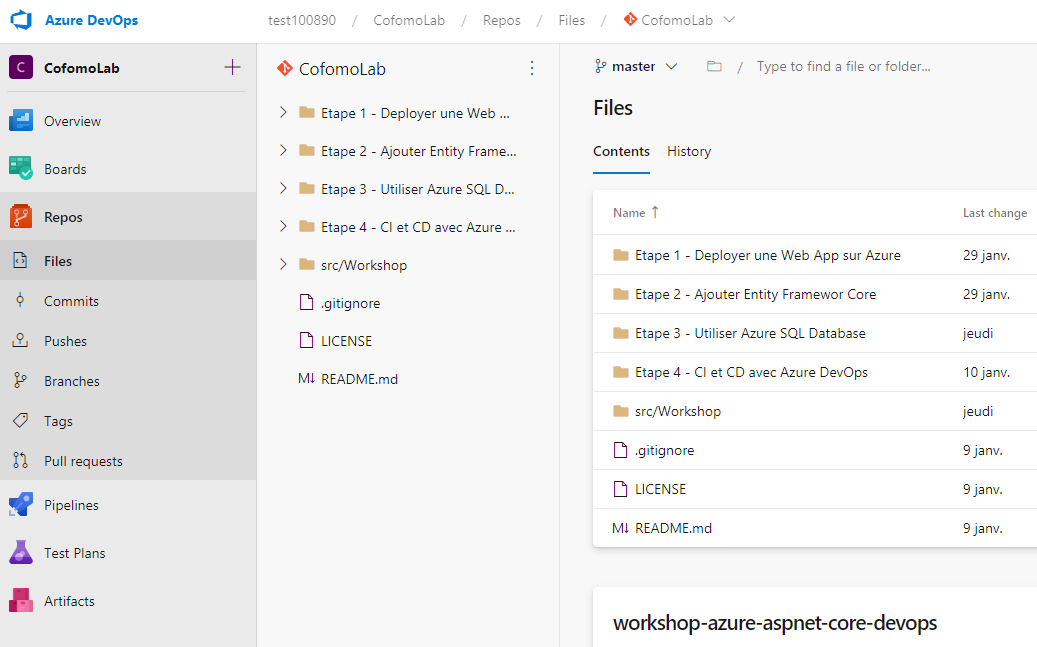 Azure DevOps
test100890 / CofomoLab / Repos / Files / CofomoLab
C CofomoLab
Overview
Boards
Repos
Files
Commits
Pushes
Branches
Tags
Pull requests
Pipelines
Test Plans
Artifacts
CofomoLab
Etape 1 - Deployer une Web ...
Etape 2 - Ajouter Entity Frame...
Etape 3 - Utiliser Azure SQL D...
Etape 4 - CI et CD avec Azure ...
src/Workshop
.gitignore
LICENSE
M↓ README.md
master / Type to find a file or folder...
Files
Contents History
Name ↑ Last change
Etape 1 - Deployer une Web App sur Azure 29 janv.
Etape 2 - Ajouter Entity Framewor Core 29 janv.
Etape 3 - Utiliser Azure SQL Database jeudi
Etape 4 - CI et CD avec Azure DevOps 10 janv.
src/Workshop jeudi
.gitignore 9 janv.
LICENSE 9 janv.
M↓ README.md 9 janv.
workshop-azure-aspnet-core-devops